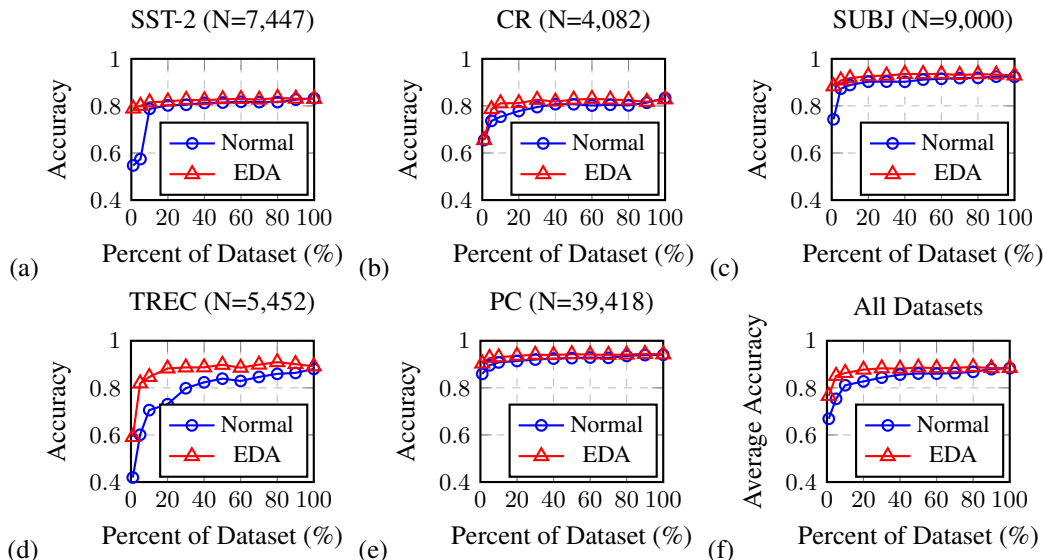 SST-2 (N=7,447)
1
0.8
0.6
0.4
Accuracy
Normal
EDA
0 20 40 60 80 100
Percent of Dataset (%)
(a)
CR (N=4,082)
1
0.8
0.6
0.4
Accuracy
Normal
EDA
0 20 40 60 80 100
Percent of Dataset (%)
(b)
SUBJ (N=9,000)
1
0.8
0.6
0.4
Accuracy
Normal
EDA
0 20 40 60 80 100
Percent of Dataset (%)
(c)
TREC (N=5,452)
1
0.8
0.6
0.4
Accuracy
Normal
EDA
0 20 40 60 80 100
Percent of Dataset (%)
(d)
PC (N=39,418)
1
0.8
0.6
0.4
Accuracy
Normal
EDA
0 20 40 60 80 100
Percent of Dataset (%)
(e)
All Datasets
1
0.8
0.6
0.4
Average Accuracy
Normal
EDA
0 20 40 60 80 100
Percent of Dataset (%)
(f)